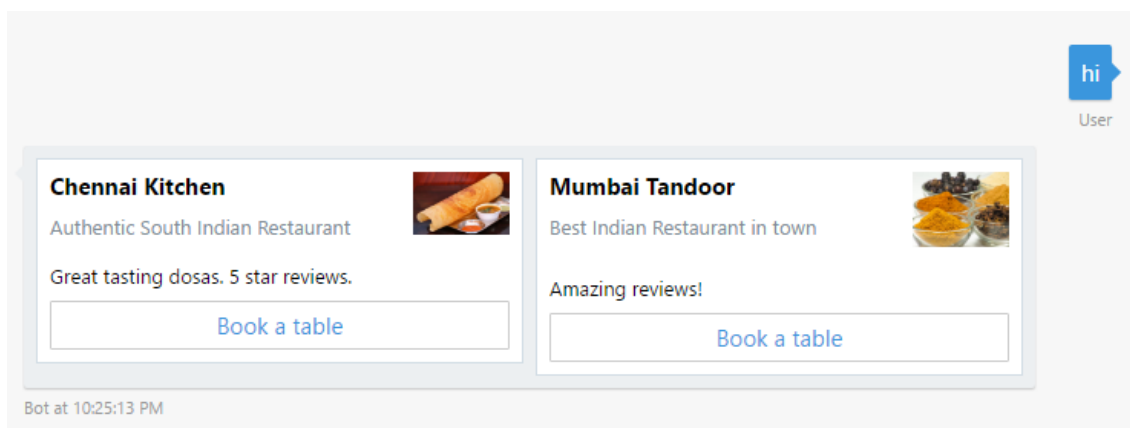 hi
User
Chennai Kitchen
Authentic South Indian Restaurant
Great tasting dosas. 5 star reviews.
Book a table
Mumbai Tandoor
Best Indian Restaurant in town
Amazing reviews!
Book a table
Bot at 10:25:13 PM